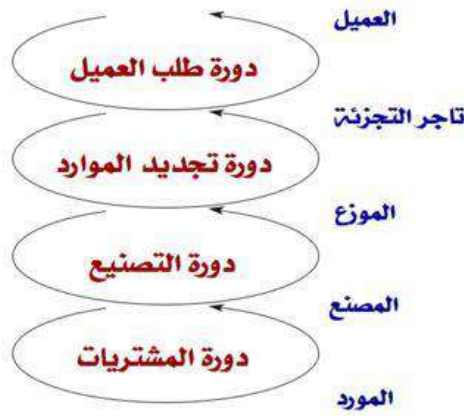 العميل
دورة طلب العميل
تاجر التجزئة
دورة تجديد الموارد
الموزع
دورة التصنيع
المصنع
دورة المشتريات
المورد